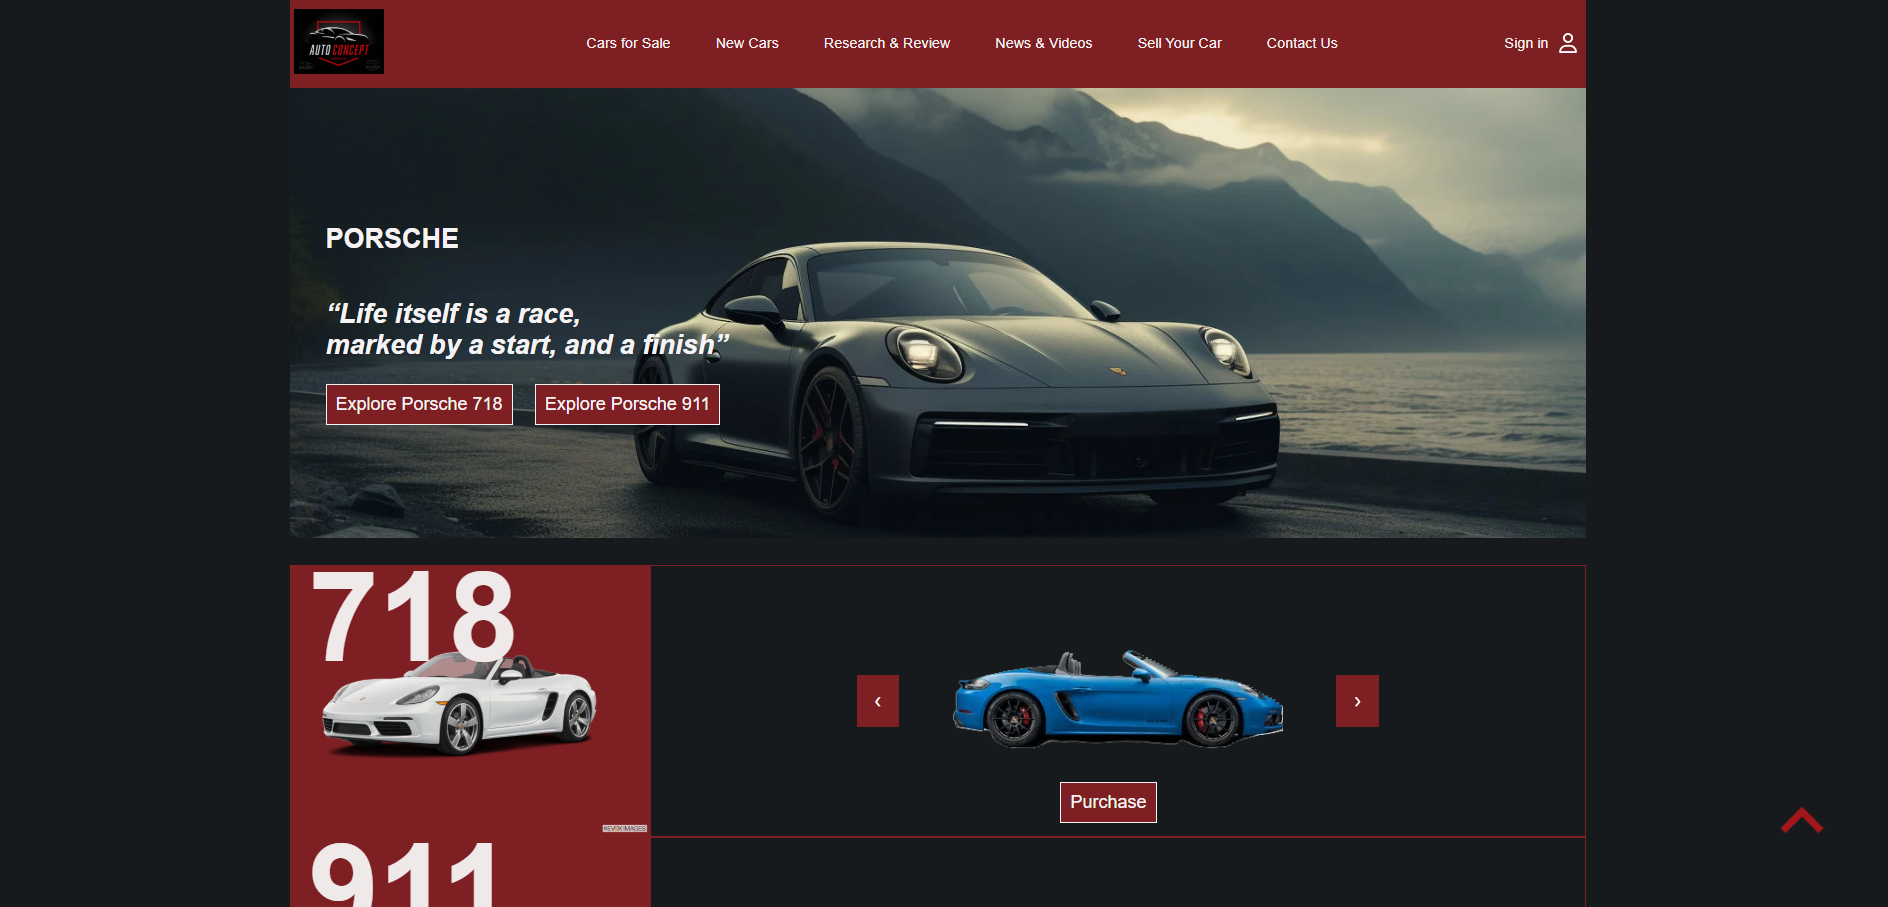 AUTO CONCEPT
Cars for Sale
New Cars
Research & Review
News & Videos
Sell Your Car
Contact Us
Sign in
PORSCHE
“Life itself is a race,
marked by a start, and a finish”
Explore Porsche 718
Explore Porsche 911
718
‹
›
Purchase
©EVOX IMAGES
911